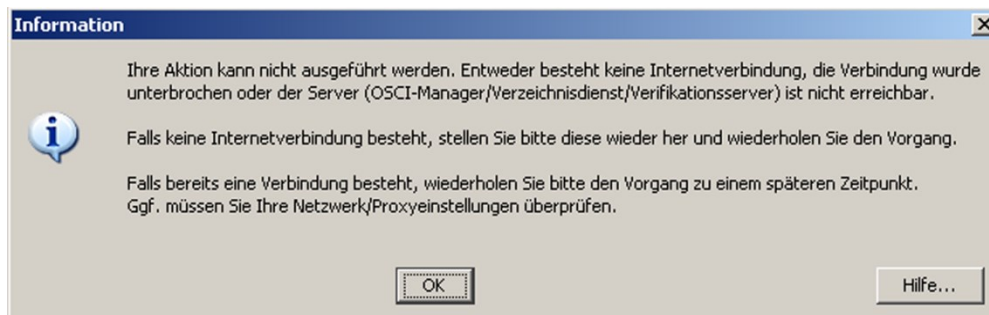 Information
Ihre Aktion kann nicht ausgeführt werden. Entweder besteht keine Internetverbindung, die Verbindung wurde
unterbrochen oder der Server (OSCI-Manager/Verzeichnisdienst/Verifikationsserver) ist nicht erreichbar.
Falls keine Internetverbindung besteht, stellen Sie bitte diese wieder her und wiederholen Sie den Vorgang.
Falls bereits eine Verbindung besteht, wiederholen Sie bitte den Vorgang zu einem späteren Zeitpunkt.
Ggf. müssen Sie Ihre Netzwerk/Proxyeinstellungen überprüfen.
OK
Hilfe...